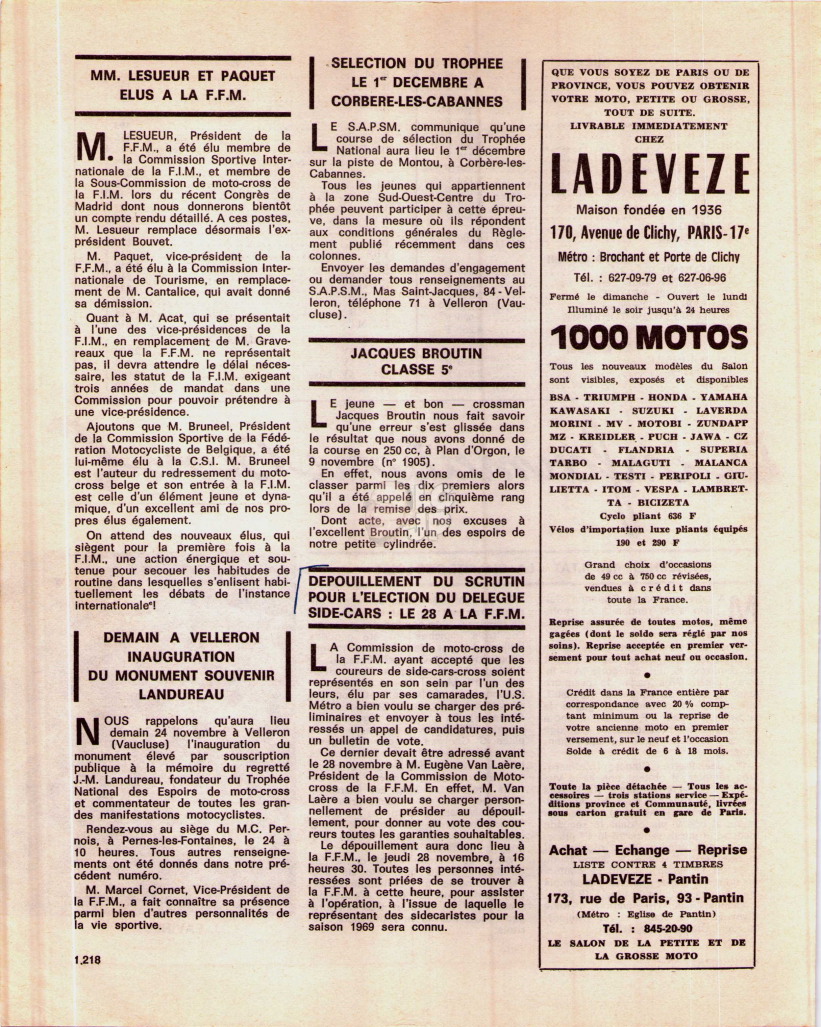 MM. LESUEUR ET PAQUET
ELUS A LA F.F.M.
M. LESUEUR, Président de la
F.F.M., a été élu membre de
la Commission Sportive Inter-
nationale de la F.I.M., et membre de
la Sous-Commission de moto-cross de
la F.I.M. lors du récent Congrès de
Madrid dont nous donnerons bientôt
un compte rendu détaillé. A ces postes,
M. Lesueur remplace désormais l'ex-
président Bouvet.
M. Paquet, vice-président de la
F.F.M., a été élu à la Commission Inter-
nationale de Tourisme, en remplace-
ment de M. Cantalice, qui avait donné
sa démission.
Quant à M. Acat, qui se présentait
à l'une des vice-présidences de la
F.I.M., en remplacement de M. Grave-
reaux que la F.F.M. ne représentait
pas, il devra attendre le délai néces-
saire, les statut de la F.I.M. exigeant
trois années de mandat dans une
Commission pour pouvoir prétendre à
une vice-présidence.
Ajoutons que M. Bruneel, Président
de la Commission Sportive de la Fédé-
ration Motocycliste de Belgique, a été
lui-même élu à la C.S.I. M. Bruneel
est l'auteur du redressement du moto-
cross belge et son entrée à la F.I.M.
est celle d'un élément jeune et dyna-
mique, d'un excellent ami de nos pro-
pres élus également.
On attend des nouveaux élus, qui
siègent pour la première fois à la
F.I.M., une action énergique et sou-
tenue pour secouer les habitudes de
routine dans lesquelles s'enlisent habi-
tuellement les débats de l'instance
internationale!
DEMAIN A VELLERON
INAUGURATION
DU MONUMENT SOUVENIR
LANDUREAU
NOUS rappelons qu'aura lieu
demain 24 novembre à Velleron
(Vaucluse) l'inauguration du
monument élevé par souscription
publique à la mémoire du regretté
J.-M. Landureau, fondateur du Trophée
National des Espoirs de moto-cross
et commentateur de toutes les gran-
des manifestations motocyclistes.
Rendez-vous au siège du M.C. Per-
nois, à Pernes-les-Fontaines, le 24 à
10 heures. Tous autres renseigne-
ments ont été donnés dans notre pré-
cédent numéro.
M. Marcel Cornet, Vice-Président de
la F.F.M., a fait connaître sa présence
parmi bien d'autres personnalités de
la vie sportive.
1.218
SELECTION DU TROPHEE
LE 1er DECEMBRE A
CORBERE-LES-CABANNES
LE S.A.P.SM. communique qu'une
course de sélection du Trophée
National aura lieu le 1er décembre
sur la piste de Montou, à Corbère-les-
Cabannes.
Tous les jeunes qui appartiennent
à la zone Sud-Ouest-Centre du Tro-
phée peuvent participer à cette épreu-
ve, dans la mesure où ils répondent
aux conditions générales du Règle-
ment publié récemment dans ces
colonnes.
Envoyer les demandes d'engagement
ou demander tous renseignements au
S.A.P.S.M., Mas Saint-Jacques, 84 - Vel-
leron, téléphone 71 à Velleron (Vau-
cluse).
JACQUES BROUTIN
CLASSE 5e
LE jeune — et bon — crossman
Jacques Broutin nous fait savoir
qu'une erreur s'est glissée dans
le résultat que nous avons donné de
la course en 250 cc, à Plan d'Orgon, le
9 novembre (n° 1905).
En effet, nous avons omis de le
classer parmi les dix premiers alors
qu'il a été appelé en cinquième rang
lors de la remise des prix.
Dont acte, avec nos excuses à
l'excellent Broutin, l'un des espoirs de
notre petite cylindrée.
DEPOUILLEMENT DU SCRUTIN
POUR L'ELECTION DU DELEGUE
SIDE-CARS : LE 28 A LA F.F.M.
LA Commission de moto-cross de
la F.F.M. ayant accepté que les
coureurs de side-cars-cross soient
représentés en son sein par l'un des
leurs, élu par ses camarades, l'U.S.
Métro a bien voulu se charger des pré-
liminaires et envoyer à tous les inté-
ressés un appel de candidatures, puis
un bulletin de vote.
Ce dernier devait être adressé avant
le 28 novembre à M. Eugène Van Laère,
Président de la Commission de Moto-
cross de la F.F.M. En effet, M. Van
Laère a bien voulu se charger person-
nellement de présider au dépouil-
lement, pour donner au vote des cou-
reurs toutes les garanties souhaitables.
Le dépouillement aura donc lieu à
la F.F.M., le jeudi 28 novembre, à 16
heures 30. Toutes les personnes inté-
ressées sont priées de se trouver à
la F.F.M. à cette heure, pour assister
à l'opération, à l'issue de laquelle le
représentant des sidecaristes pour la
saison 1969 sera connu.
QUE VOUS SOYEZ DE PARIS OU DE
PROVINCE, VOUS POUVEZ OBTENIR
VOTRE MOTO, PETITE OU GROSSE,
TOUT DE SUITE.
LIVRABLE IMMEDIATEMENT
CHEZ
LADEVEZE
Maison fondée en 1936
170, Avenue de Clichy, PARIS-17e
Métro : Brochant et Porte de Clichy
Tél. : 627-09-79 et 627-06-96
Fermé le dimanche - Ouvert le lundi
Illuminé le soir jusqu'à 24 heures
1000 MOTOS
Tous les nouveaux modèles du Salon
sont visibles, exposés et disponibles
BSA - TRIUMPH - HONDA - YAMAHA
KAWASAKI - SUZUKI - LAVERDA
MORINI - MV - MOTOBI - ZUNDAPP
MZ - KREIDLER - PUCH - JAWA - CZ
DUCATI - FLANDRIA - SUPERIA
TARBO - MALAGUTI - MALANCA
MONDIAL - TESTI - PERIPOLI - GIU-
LIETTA - ITOM - VESPA - LAMBRET-
TA - BICIZETA
Cyclo pliant 636 F
Vélos d'importation luxe pliants équipés
190 et 290 F
Grand choix d'occasions
de 49 cc à 750 cc révisées,
vendues à crédit dans
toute la France.
Reprise assurée de toutes motos, même
gagées (dont le solde sera réglé par nos
soins). Reprise acceptée en premier ver-
sement pour tout achat neuf ou occasion.
Crédit dans la France entière par
correspondance avec 20 % comp-
tant minimum ou la reprise de
votre ancienne moto en premier
versement, sur le neuf et l'occasion
Solde à crédit de 6 à 18 mois.
Toute la pièce détachée — Tous les ac-
cessoires — trois stations service — Expé-
ditions province et Communauté, livrées
sous carton gratuit en gare de Paris.
Achat — Echange — Reprise
LISTE CONTRE 4 TIMBRES
LADEVEZE - Pantin
173, rue de Paris, 93 - Pantin
(Métro : Eglise de Pantin)
Tél. : 845-20-90
LE SALON DE LA PETITE ET DE
LA GROSSE MOTO